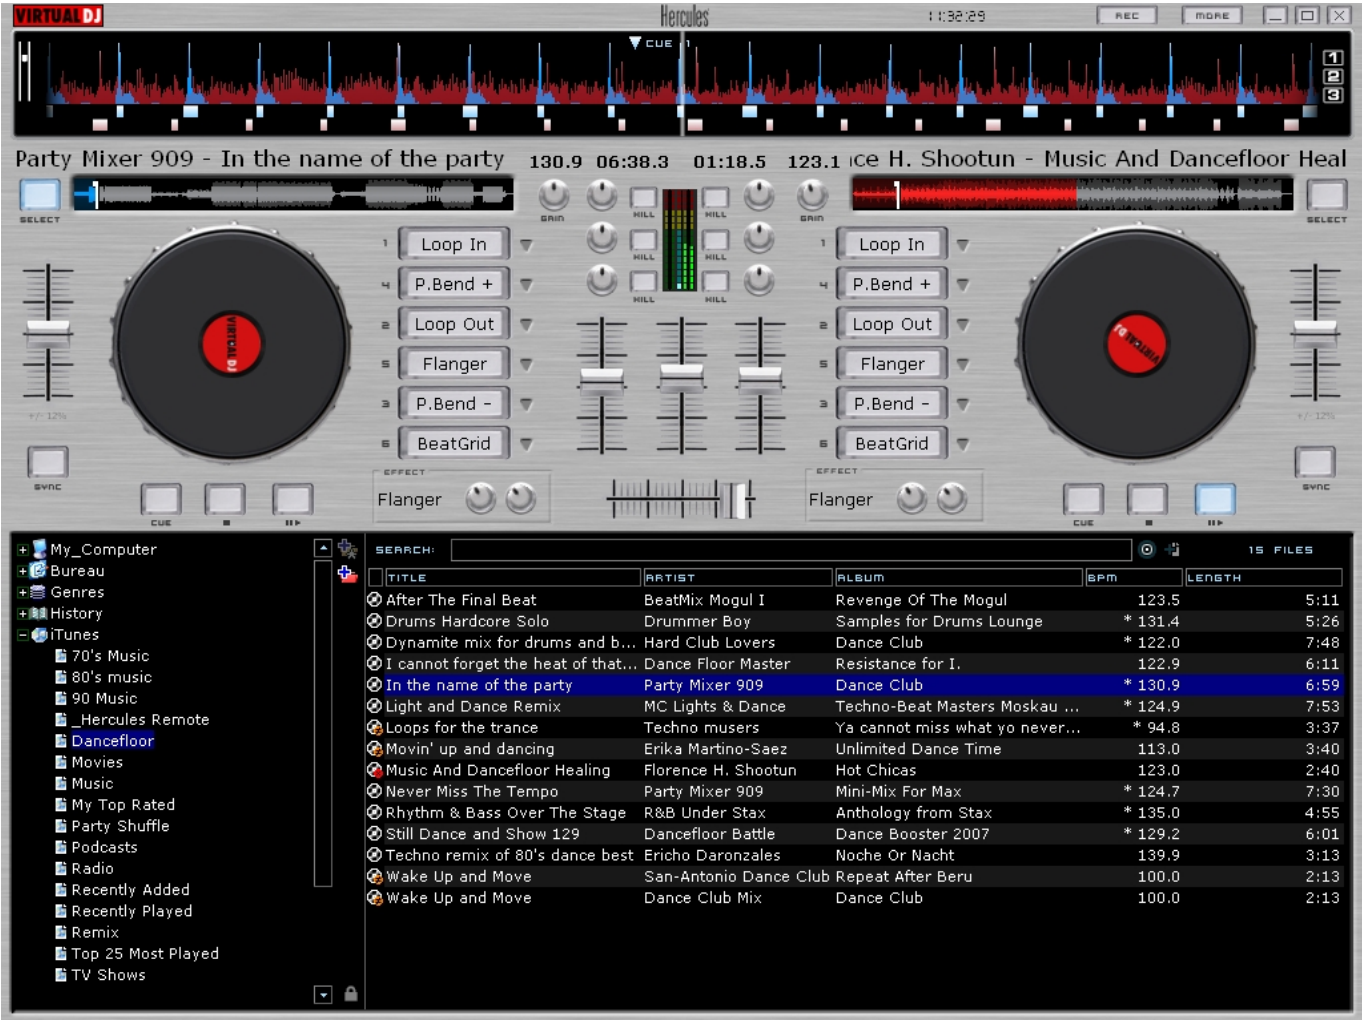 VIRTUAL DJ
Hercules
11:32:29
REC
MORE
CUE 1
1
2
3
Party Mixer 909 - In the name of the party
130.9 06:38.3
01:18.5 123.1
ce H. Shootun - Music And Dancefloor Heal
SELECT
GAIN
KILL
KILL
GAIN
SELECT
KILL
KILL
KILL
KILL
1 Loop In
4 P.Bend +
2 Loop Out
5 Flanger
3 P.Bend -
6 BeatGrid
1 Loop In
4 P.Bend +
2 Loop Out
5 Flanger
3 P.Bend -
6 BeatGrid
VIRTUAL DJ
VIRTUAL DJ
+/- 12%
+/- 12%
SYNC
SYNC
CUE
EFFECT
Flanger
EFFECT
Flanger
CUE
My_Computer
Bureau
Genres
History
iTunes
70's Music
80's music
90 Music
_Hercules Remote
Dancefloor
Movies
Music
My Top Rated
Party Shuffle
Podcasts
Radio
Recently Added
Recently Played
Remix
Top 25 Most Played
TV Shows
SEARCH:
15 FILES
TITLE ARTIST ALBUM BPM LENGTH
After The Final Beat BeatMix Mogul I Revenge Of The Mogul 123.5 5:11
Drums Hardcore Solo Drummer Boy Samples for Drums Lounge * 131.4 5:26
Dynamite mix for drums and b... Hard Club Lovers Dance Club * 122.0 7:48
I cannot forget the heat of that... Dance Floor Master Resistance for I. 122.9 6:11
In the name of the party Party Mixer 909 Dance Club * 130.9 6:59
Light and Dance Remix MC Lights & Dance Techno-Beat Masters Moskau ... * 124.9 7:53
Loops for the trance Techno musers Ya cannot miss what yo never... * 94.8 3:37
Movin' up and dancing Erika Martino-Saez Unlimited Dance Time 113.0 3:40
Music And Dancefloor Healing Florence H. Shootun Hot Chicas 123.0 2:40
Never Miss The Tempo Party Mixer 909 Mini-Mix For Max * 124.7 7:30
Rhythm & Bass Over The Stage R&B Under Stax Anthology from Stax * 135.0 4:55
Still Dance and Show 129 Dancefloor Battle Dance Booster 2007 * 129.2 6:01
Techno remix of 80's dance best Ericho Daronzales Noche Or Nacht 139.9 3:13
Wake Up and Move San-Antonio Dance Club Repeat After Beru 100.0 2:13
Wake Up and Move Dance Club Mix Dance Club 100.0 2:13